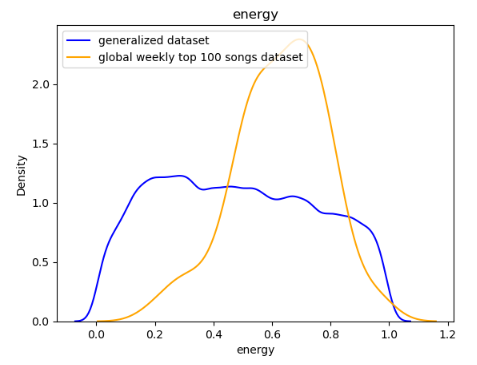 energy
generalized dataset
global weekly top 100 songs dataset
Density
2.0
1.5
1.0
0.5
0.0
0.0 0.2 0.4 0.6 0.8 1.0 1.2
energy